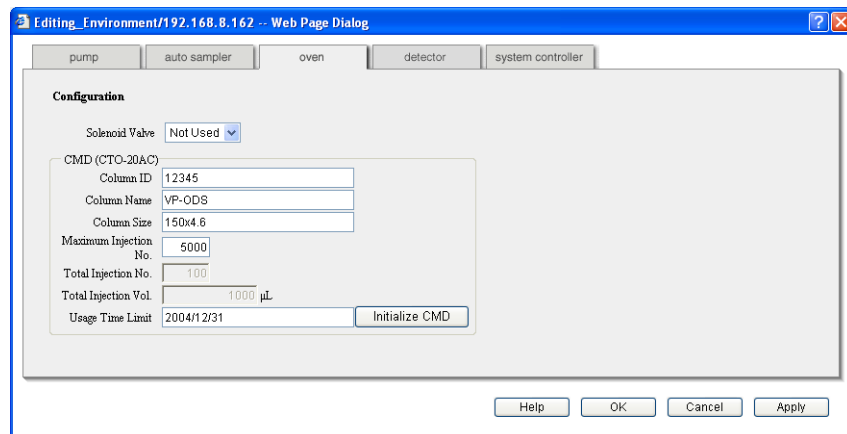 Editing_Environment/192.168.8.162 -- Web Page Dialog
pump auto sampler oven detector system controller
Configuration
Solenoid Valve Not Used
CMD (CTO-20AC)
Column ID 12345
Column Name VP-ODS
Column Size 150x4.6
Maximum Injection
No. 5000
Total Injection No. 100
Total Injection Vol. 1000 µL
Usage Time Limit 2004/12/31 Initialize CMD
Help OK Cancel Apply